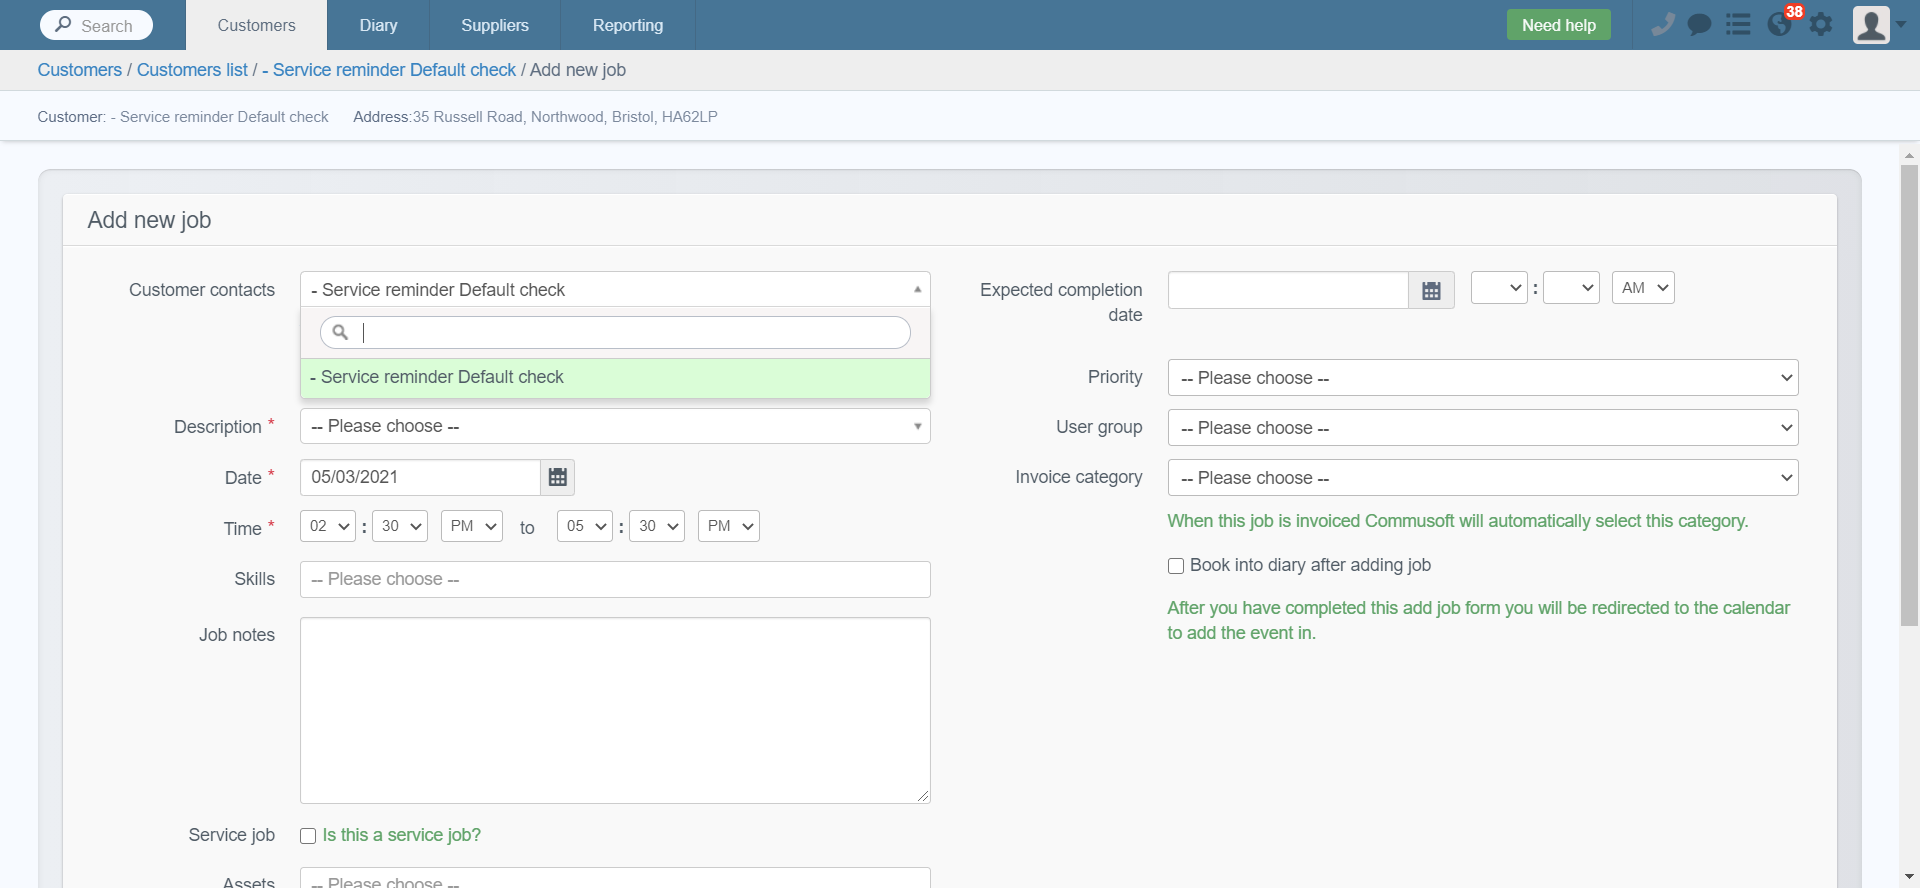 Search
Customers
Diary
Suppliers
Reporting
Need help
38
Customers / Customers list / - Service reminder Default check / Add new job
Customer: - Service reminder Default check
Address:35 Russell Road, Northwood, Bristol, HA62LP
Add new job
Customer contacts
- Service reminder Default check
- Service reminder Default check
Description *
-- Please choose --
Date *
05/03/2021
Time *
02 : 30 PM to 05 : 30 PM
Skills
-- Please choose --
Job notes
Service job
Is this a service job?
Assets
-- Please choose --
Expected completion
date
: AM
Priority
-- Please choose --
User group
-- Please choose --
Invoice category
-- Please choose --
When this job is invoiced Commusoft will automatically select this category.
Book into diary after adding job
After you have completed this add job form you will be redirected to the calendar
to add the event in.